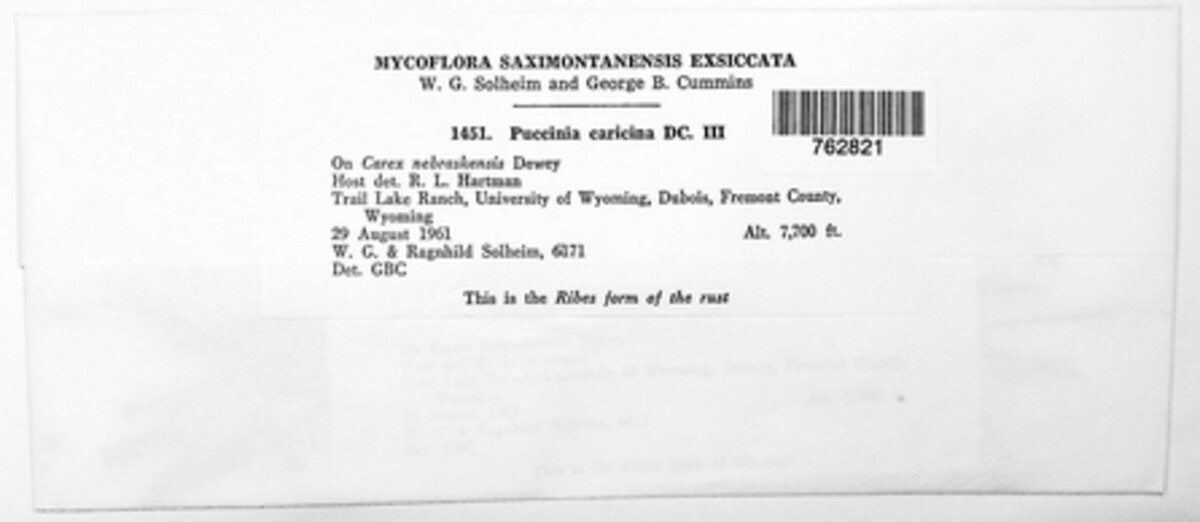 MYCOFLORA SAXIMONTANENSIS EXSICCATA
W. G. Solheim and George B. Cummins
1451. Puccinia caricina DC. III
762821
On Carex nebrashensis Dewey
Host det. R. L. Hartman
Trail Lake Ranch, University of Wyoming, Dubois, Fremont County,
Wyoming
29 August 1961 Alt. 7,700 ft.
W. G. & Ragnhild Solheim, 6171
Det. GBC
This is the Ribes form of the rust